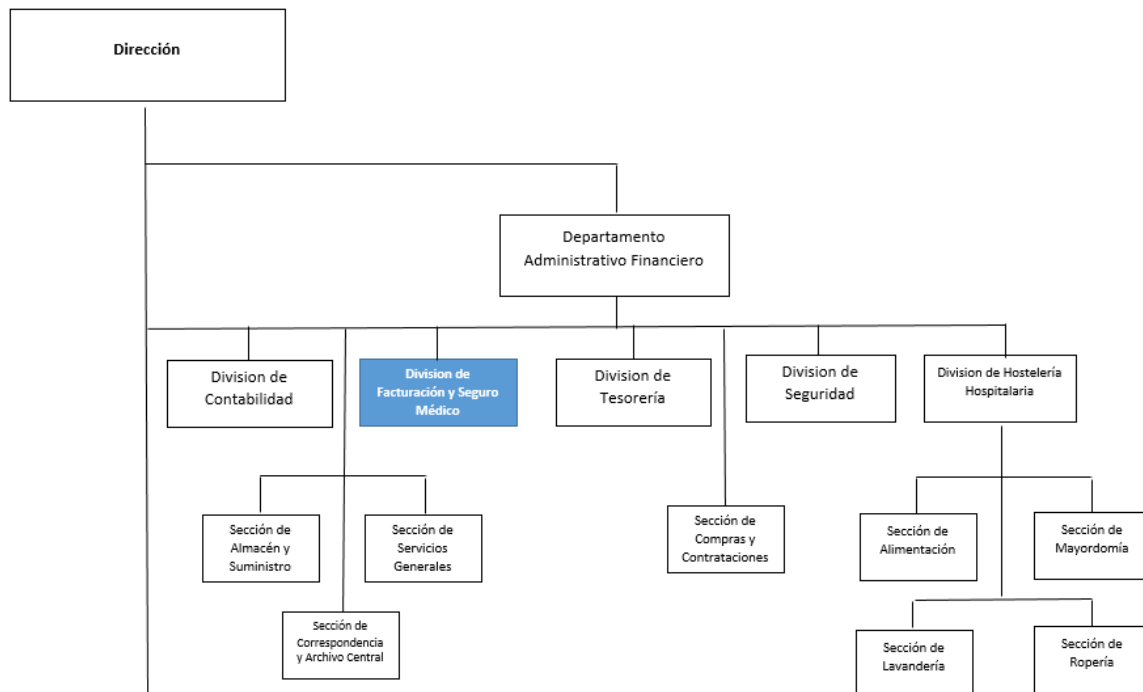 Dirección
Departamento
Administrativo Financiero
Division de
Contabilidad
Division de
Facturación y Seguro
Médico
Division de
Tesorería
Division de
Seguridad
Division de Hostelería
Hospitalaria
Sección de
Almacén y
Suministro
Sección de
Servicios
Generales
Sección de
Compras y
Contrataciones
Sección de
Alimentación
Sección de
Mayordomía
Sección de
Correspondencia
y Archivo Central
Sección de
Lavandería
Sección de
Ropería